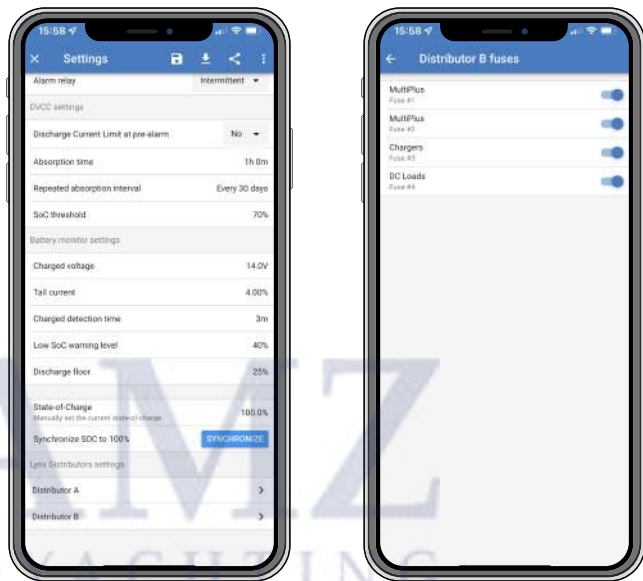 15:58
Settings
Alarm relay Intermittent
DVCC settings
Discharge Current Limit at pre-alarm No
Absorption time 1h 0m
Repeated absorption interval Every 30 days
SoC threshold 70%
Battery monitor settings
Charged voltage 14.0V
Tail current 4.00%
Charged detection time 3m
Low SoC warning level 40%
Discharge floor 25%
State-of-Charge 100.0%
Manually set the current state-of-charge
Synchronize SOC to 100% SYNCHRONIZE
Lynx Distributors settings
Distributor A
Distributor B
15:58
Distributor B fuses
MultiPlus
Fuse #1
MultiPlus
Fuse #2
Chargers
Fuse #3
DC Loads
Fuse #4
AMZ
YACHTING